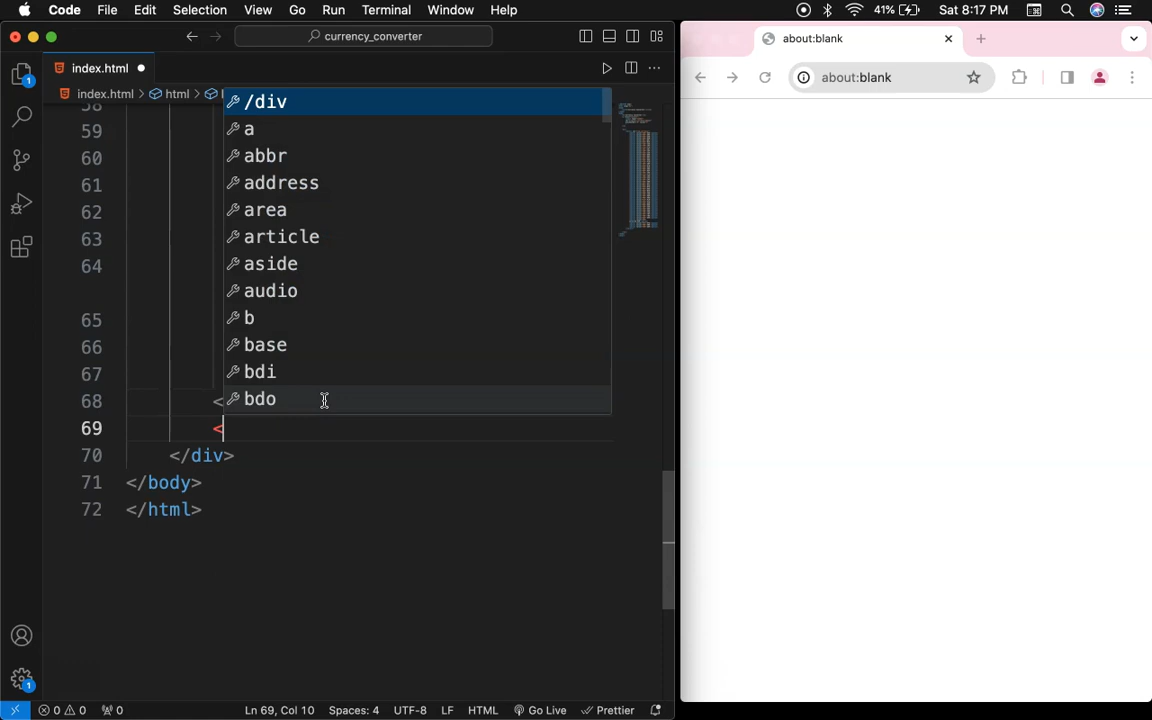 Code File Edit Selection View Go Run Terminal Window Help 41% Sat 8:17 PM
currency_converter
about:blank
index.html
about:blank
index.html > html >
58
59
60
61
62
63
64
65
66
67
68 <
69 <
70 </div>
71 </body>
72 </html>
/div
a
abbr
address
area
article
aside
audio
b
base
bdi
bdo
1
1
0 0 0 Ln 69, Col 10 Spaces: 4 UTF-8 LF HTML Go Live Prettier